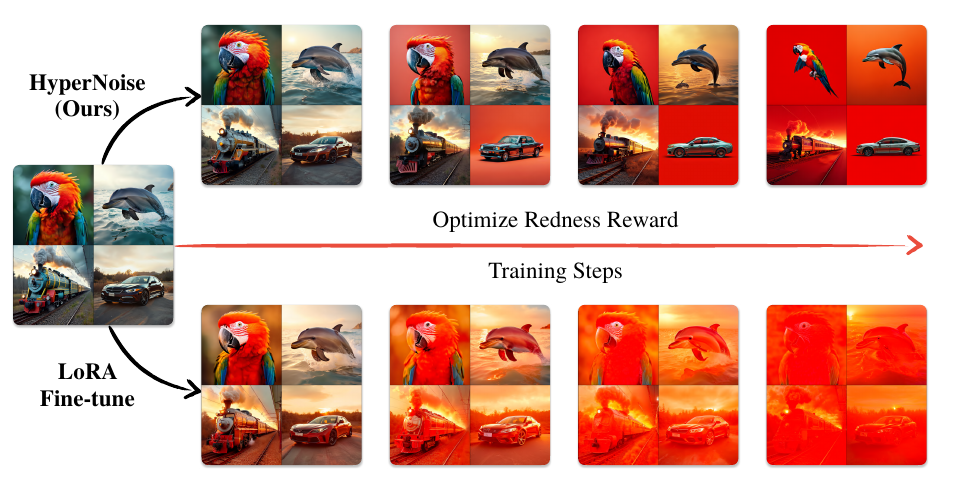 HyperNoise
(Ours)
Optimize Redness Reward
Training Steps
LoRA
Fine-tune